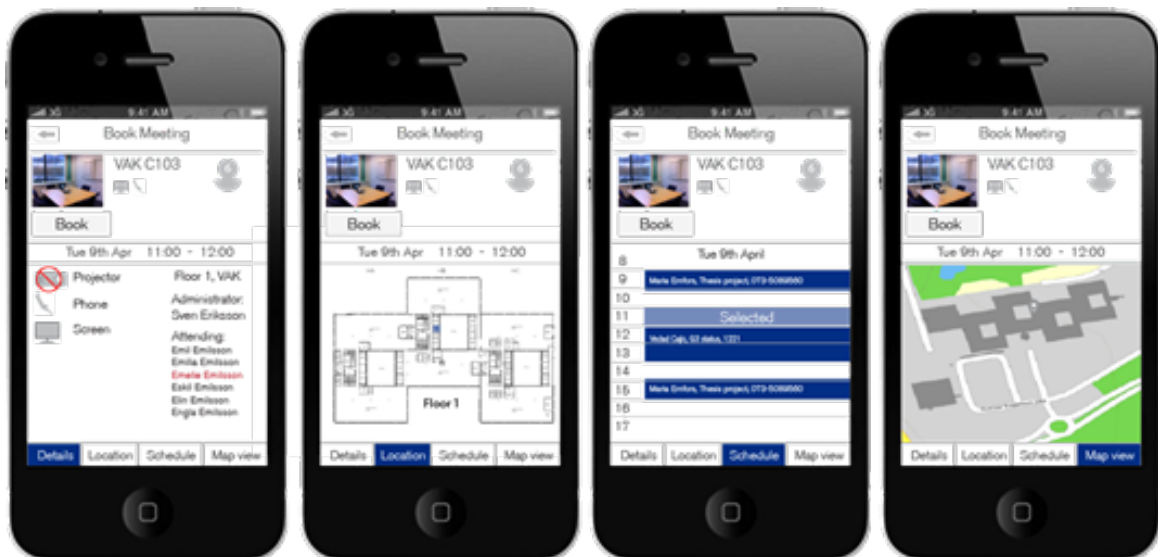 3G 9:41 AM
Book Meeting
VAK C103
Book
Tue 9th Apr 11:00 - 12:00
Projector
Phone
Screen
Floor 1, VAK
Administrator:
Sven Eriksson
Attending:
Emil Emilsson
Emilia Emilsson
Emelie Emilsson
Eskil Emilsson
Elin Emilsson
Engla Emilsson
Details Location Schedule Map view
3G 9:41 AM
Book Meeting
VAK C103
Book
Tue 9th Apr 11:00 - 12:00
Floor 1
Details Location Schedule Map view
3G 9:41 AM
Book Meeting
VAK C103
Book
Tue 9th April
8
9 Maria Emfors, Thesis project, 073-5089560
10
11 Selected
12 status, 1221
13
14
15 Maria Emfors, Thesis project, 073-5089560
16
17
Details Location Schedule Map view
3G 9:41 AM
Book Meeting
VAK C103
Book
Tue 9th Apr 11:00 - 12:00
Details Location Schedule Map view